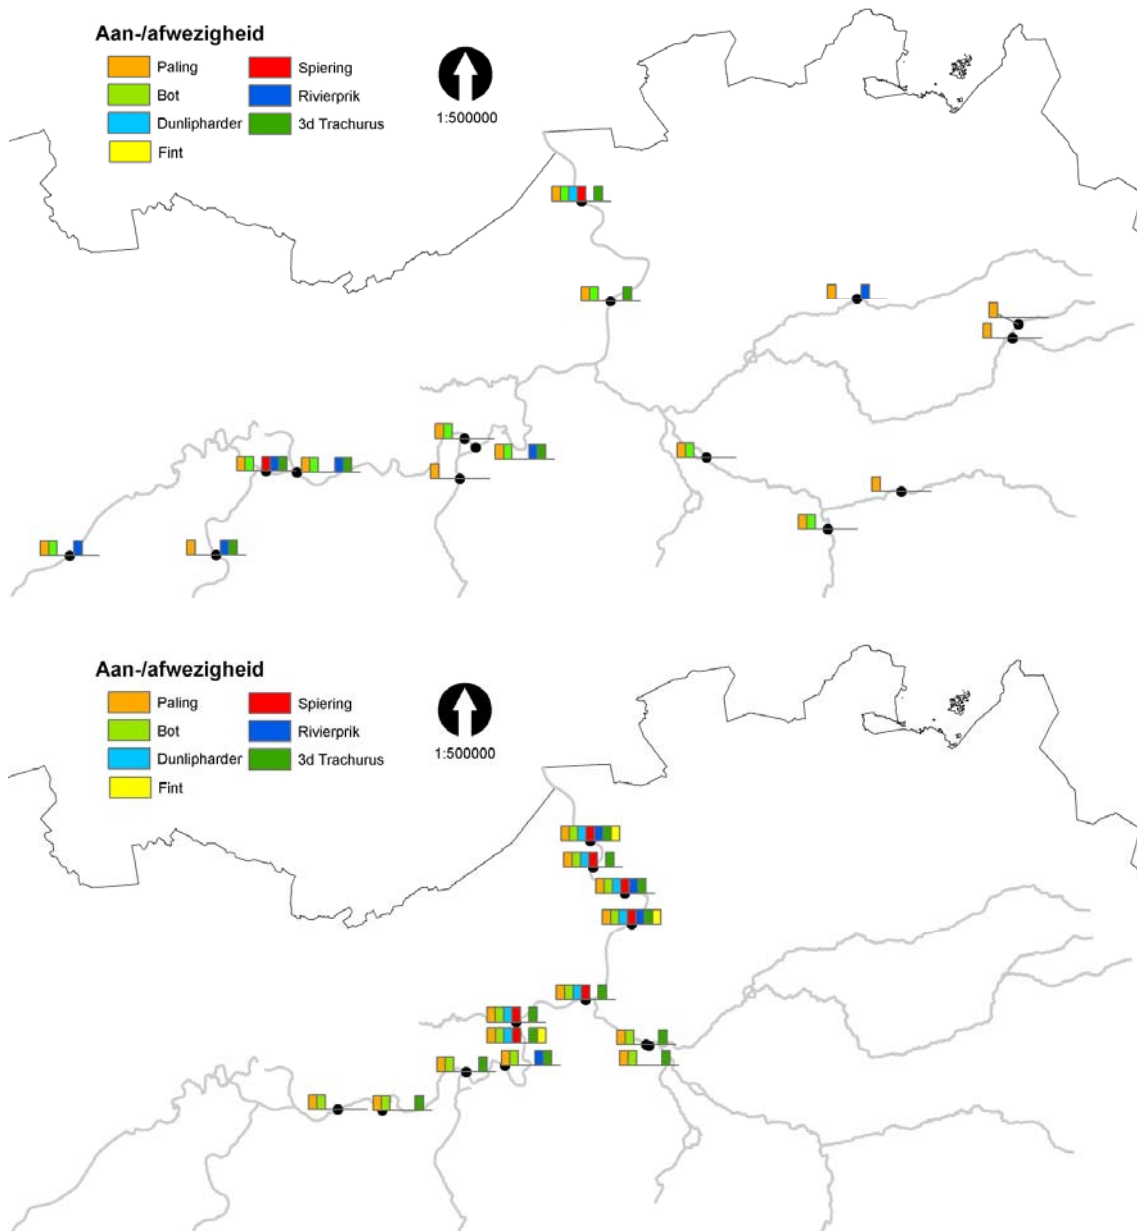 Aan-/afwezigheid
Paling
Spiering
Bot
Rivierprik
Dunlipharder
3d Trachurus
Fint
1:500000
Aan-/afwezigheid
Paling
Spiering
Bot
Rivierprik
Dunlipharder
3d Trachurus
Fint
1:500000